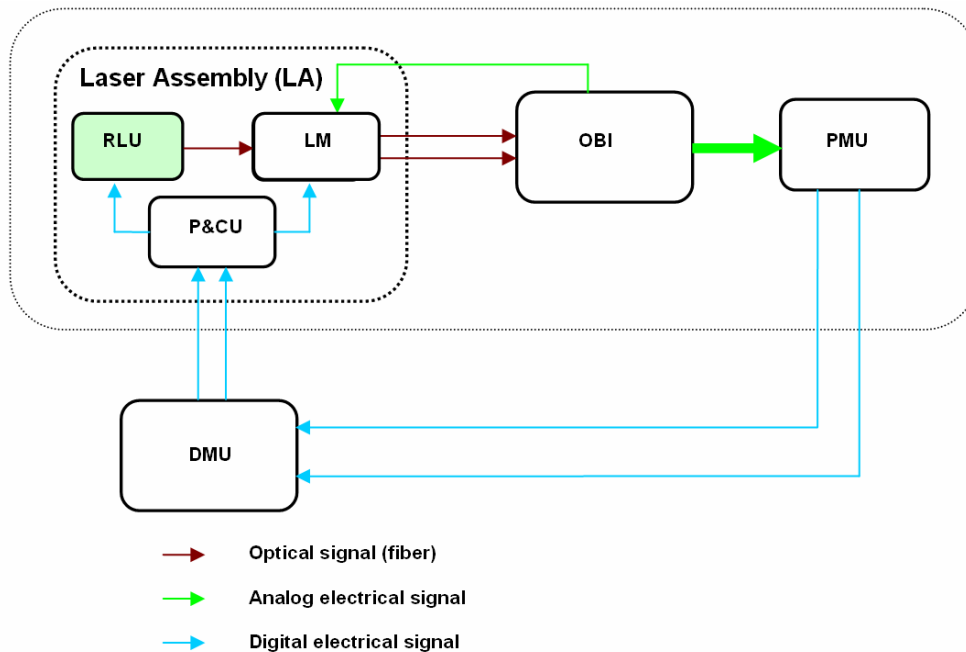 Laser Assembly (LA)
RLU
LM
OBI
PMU
P&CU
DMU
Optical signal (fiber)
Analog electrical signal
Digital electrical signal